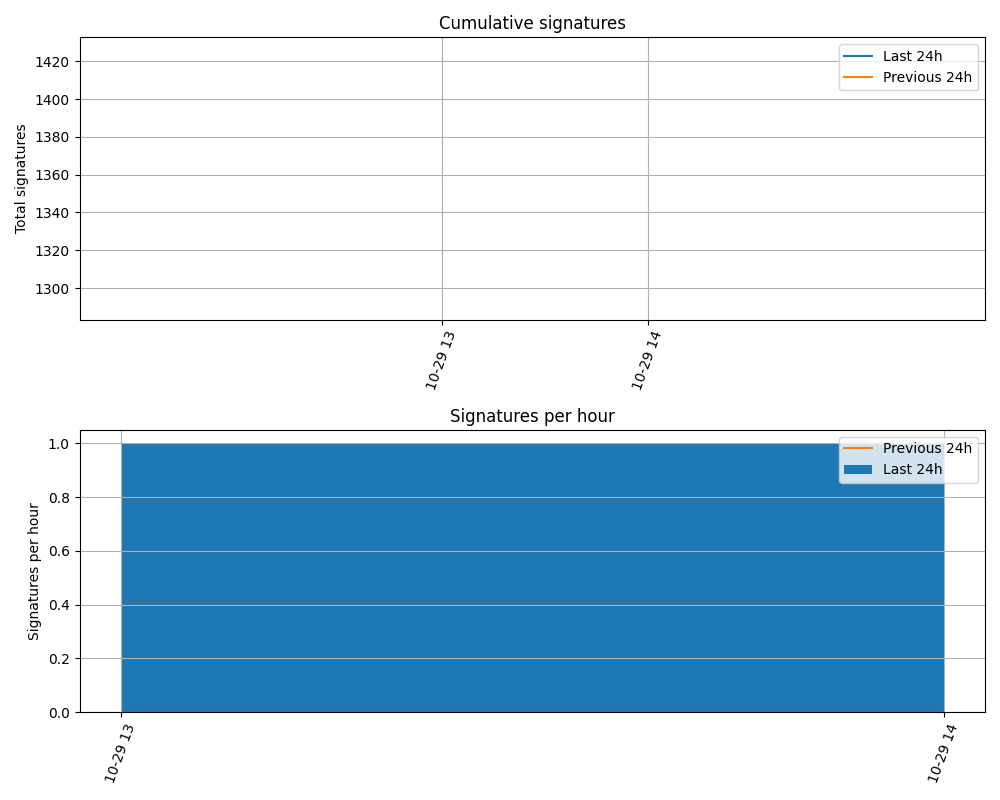 Cumulative signatures
Total signatures
1420
1400
1380
1360
1340
1320
1300
Last 24h
Previous 24h
10-29 13
10-29 14
Signatures per hour
Signatures per hour
1.0
0.8
0.6
0.4
0.2
0.0
Previous 24h
Last 24h
10-29 13
10-29 14